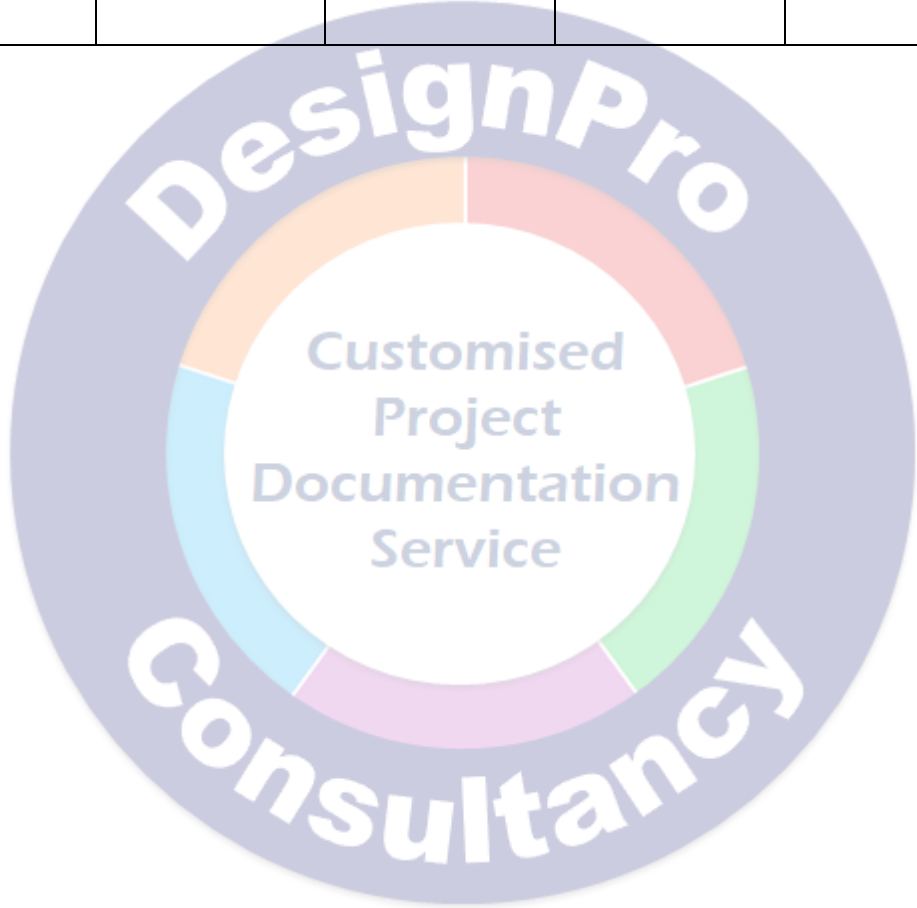 DesignPro
Customised
Project
Documentation
Service
Consultancy